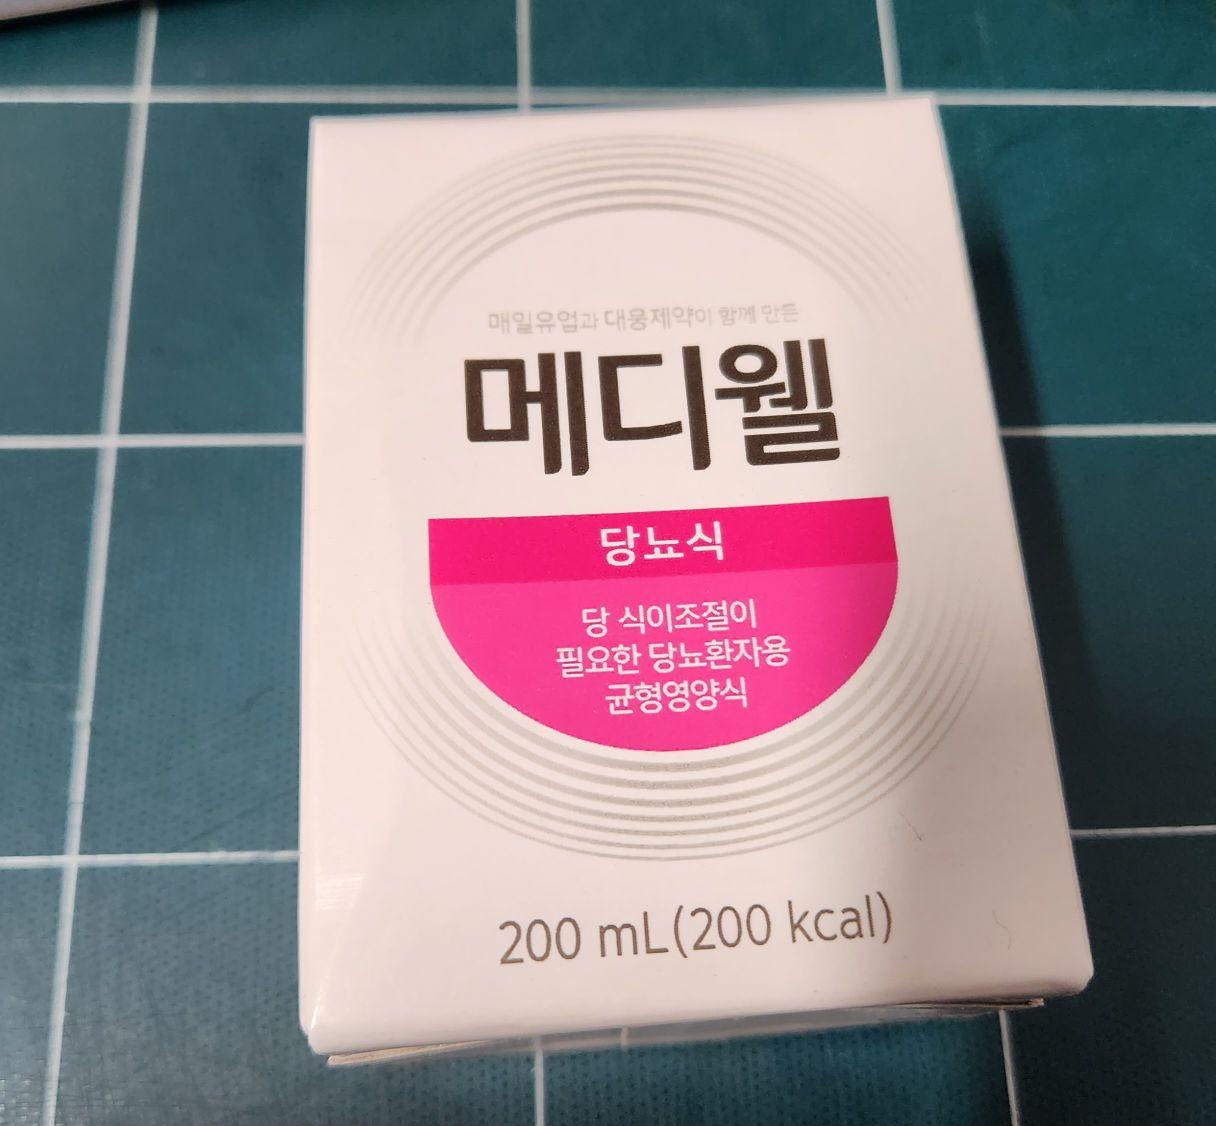 매일유업과 대웅제약이 함께 만든
메디웰
당뇨식
당 식이조절이
필요한 당뇨환자용
균형영양식
200 mL(200 kcal)